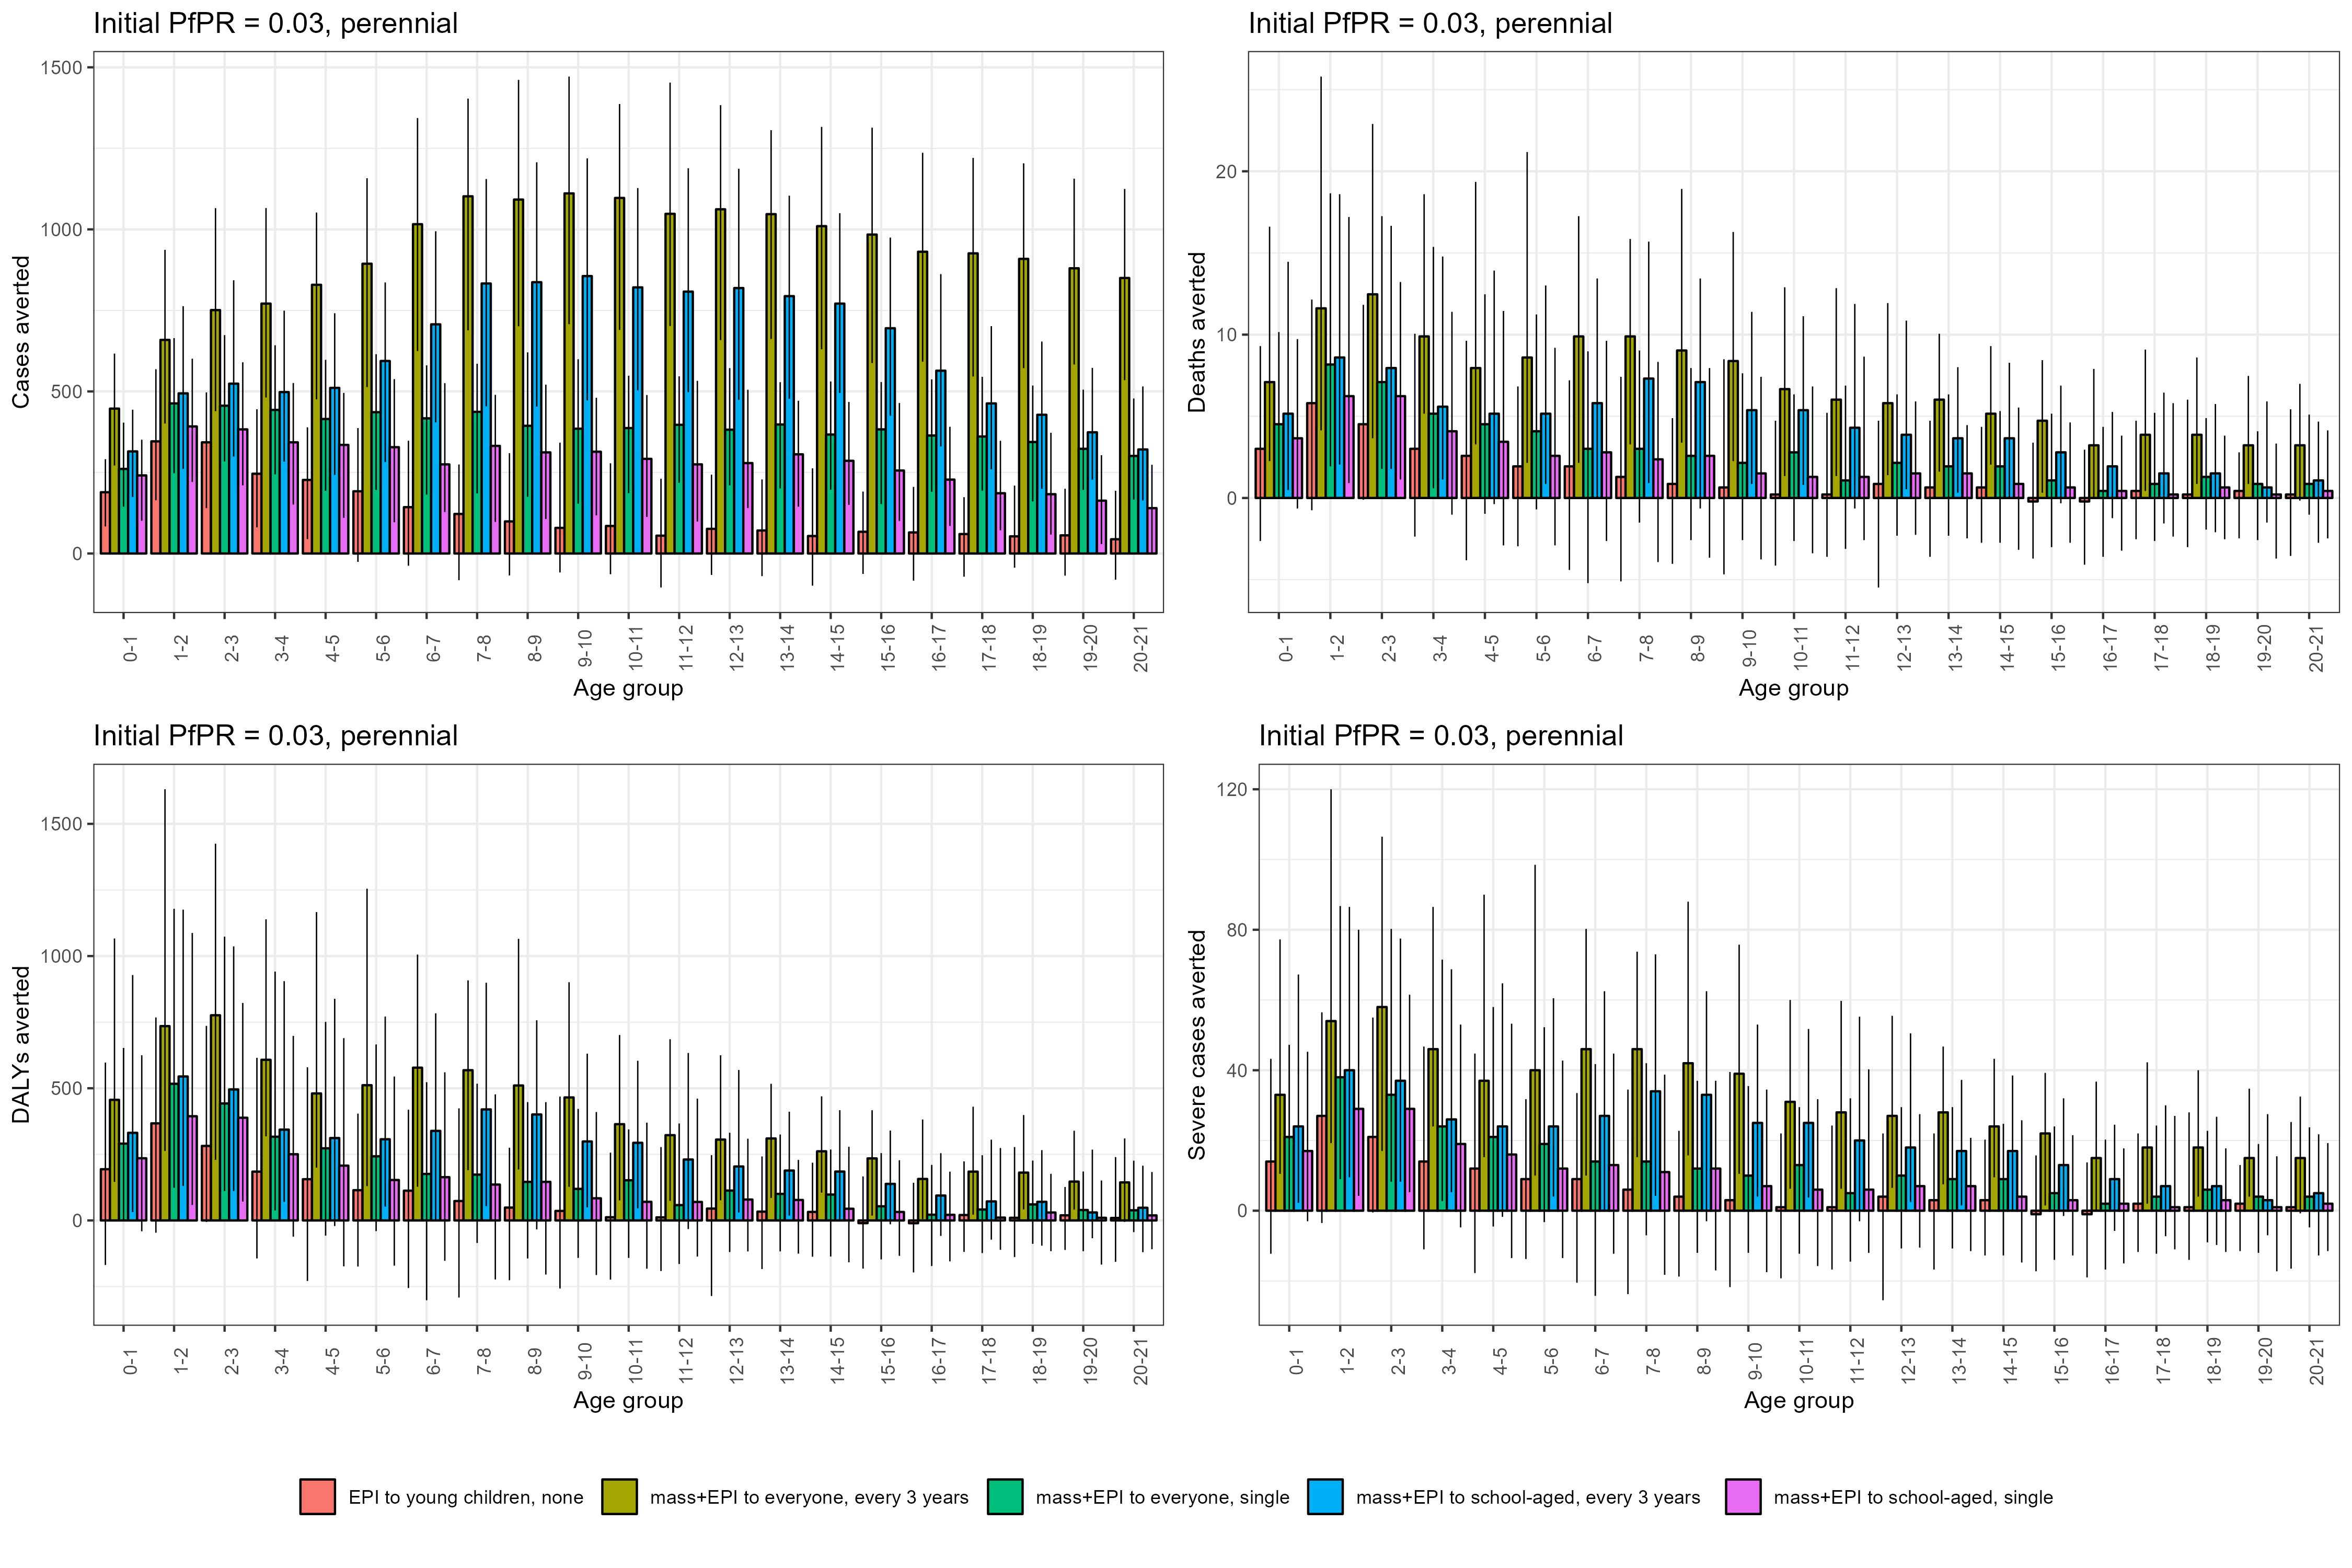 Initial PfPR = 0.03, perennial
Cases averted
1500
1000
500
0
0-1 1-2 2-3 3-4 4-5 5-6 6-7 7-8 8-9 9-10 10-11 11-12 12-13 13-14 14-15 15-16 16-17 17-18 18-19 19-20 20-21
Age group
Initial PfPR = 0.03, perennial
Deaths averted
20
10
0
0-1 1-2 2-3 3-4 4-5 5-6 6-7 7-8 8-9 9-10 10-11 11-12 12-13 13-14 14-15 15-16 16-17 17-18 18-19 19-20 20-21
Age group
Initial PfPR = 0.03, perennial
DALYs averted
1500
1000
500
0
0-1 1-2 2-3 3-4 4-5 5-6 6-7 7-8 8-9 9-10 10-11 11-12 12-13 13-14 14-15 15-16 16-17 17-18 18-19 19-20 20-21
Age group
Initial PfPR = 0.03, perennial
Severe cases averted
120
80
40
0
0-1 1-2 2-3 3-4 4-5 5-6 6-7 7-8 8-9 9-10 10-11 11-12 12-13 13-14 14-15 15-16 16-17 17-18 18-19 19-20 20-21
Age group
EPI to young children, none mass+EPI to everyone, every 3 years mass+EPI to everyone, single mass+EPI to school-aged, every 3 years mass+EPI to school-aged, single